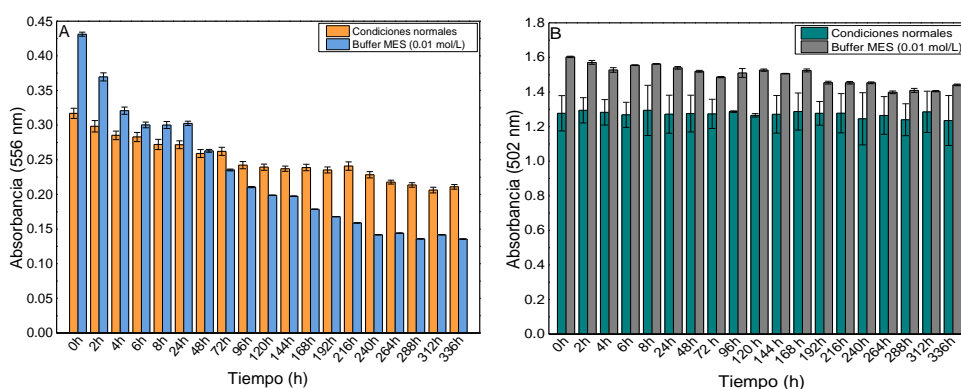 A
Condiciones normales
Buffer MES (0.01 mol/L)
Absorbancia (556 nm)
0.45
0.40
0.35
0.30
0.25
0.20
0.15
0.10
0.05
0.00
0h 2h 4h 6h 8h 24h 48h 72h 96h 120h 144h 168h 192h 216h 240h 264h 288h 312h 336h
Tiempo (h)
B
Condiciones normales
Buffer MES (0.01 mol/L)
Absorbancia (502 nm)
1.8
1.6
1.4
1.2
1.0
0.8
0.6
0.4
0.2
0.0
0h 2h 4h 6h 8h 24h 48h 72 h 96h 120 h 144 h 168 h 192h 216h 240h 264h 288h 312h 336h
Tiempo (h)